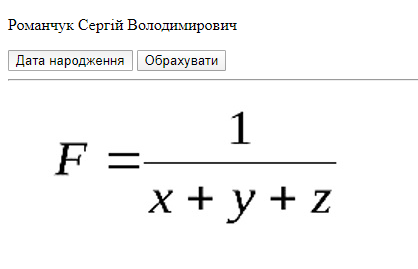 Романчук Сергій Володимирович
Дата народження Обрахувати
F = 1 / (x + y + z)